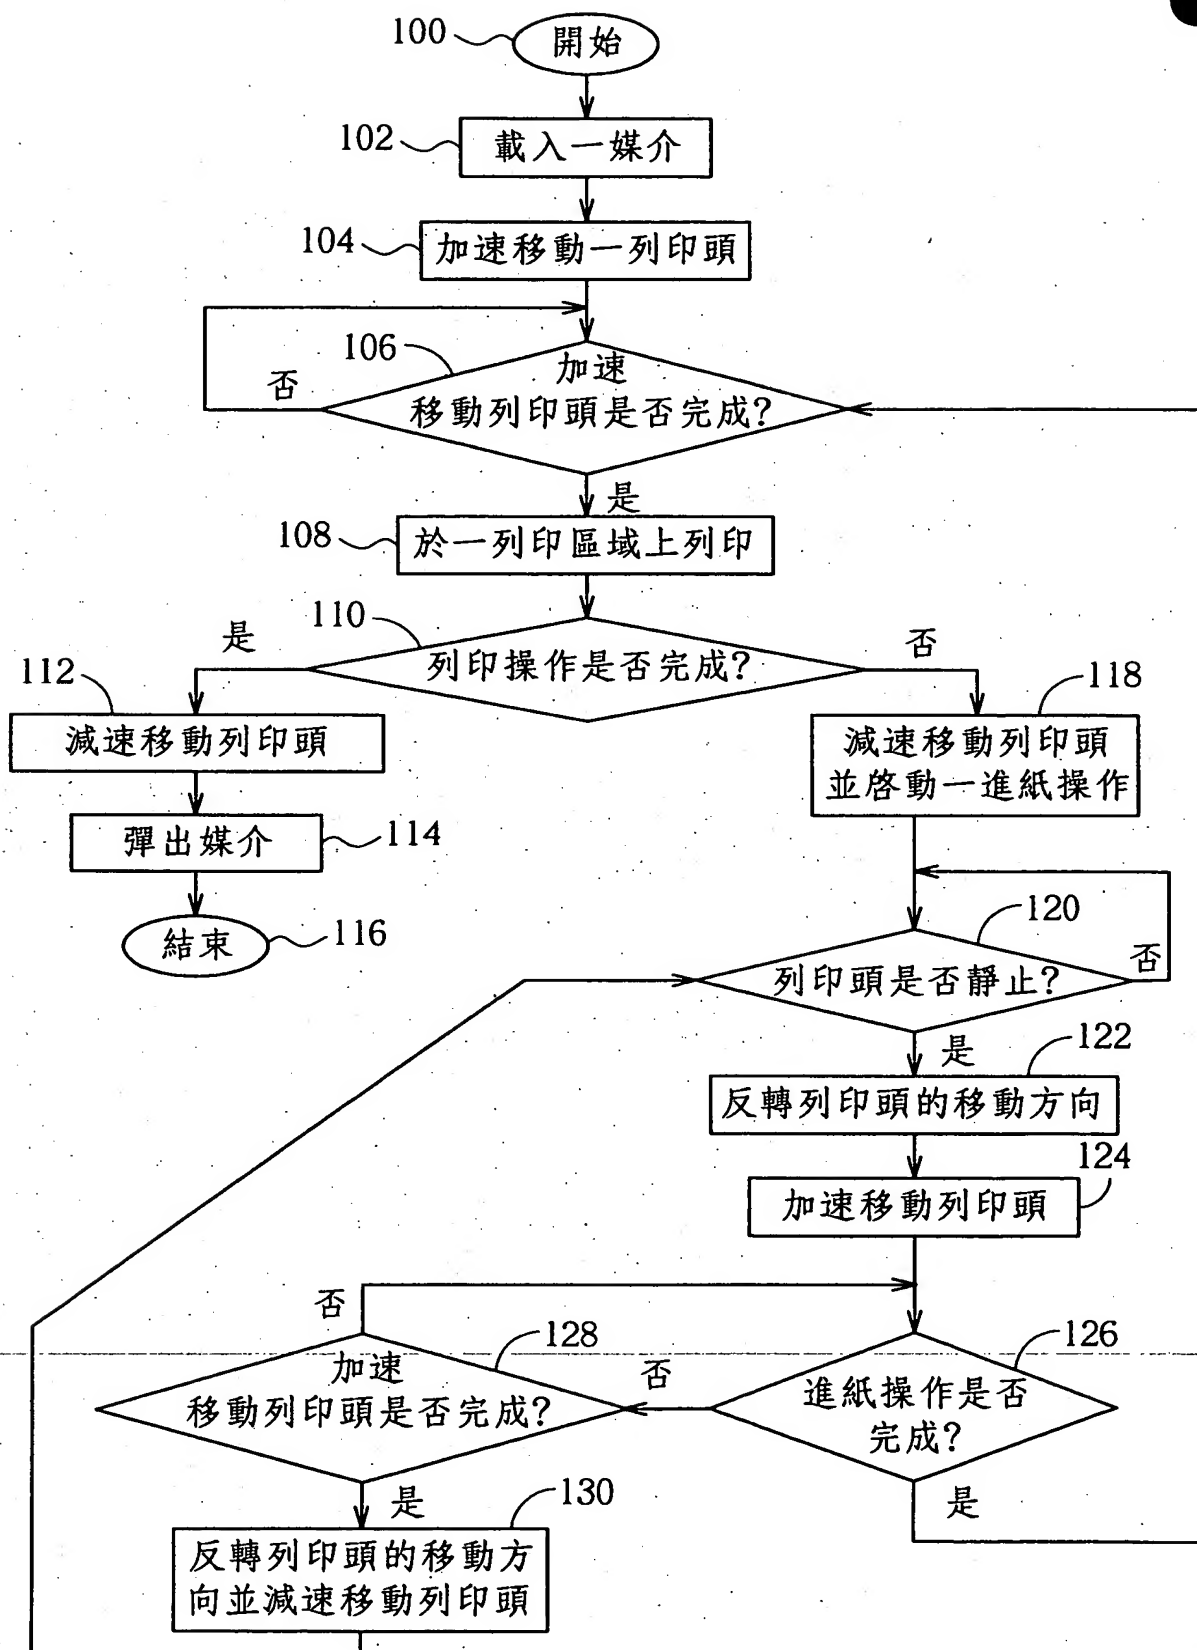 100
開始
102
載入一媒介
104
加速移動一列印頭
106
加速
移動列印頭是否完成?
否
是
108
於一列印區域上列印
110
列印操作是否完成?
是
否
112
減速移動列印頭
114
彈出媒介
116
結束
118
減速移動列印頭
並啓動一進紙操作
120
列印頭是否靜止?
否
是
122
反轉列印頭的移動方向
124
加速移動列印頭
126
進紙操作是否
完成?
否
是
128
加速
移動列印頭是否完成?
否
是
130
反轉列印頭的移動方
向並減速移動列印頭